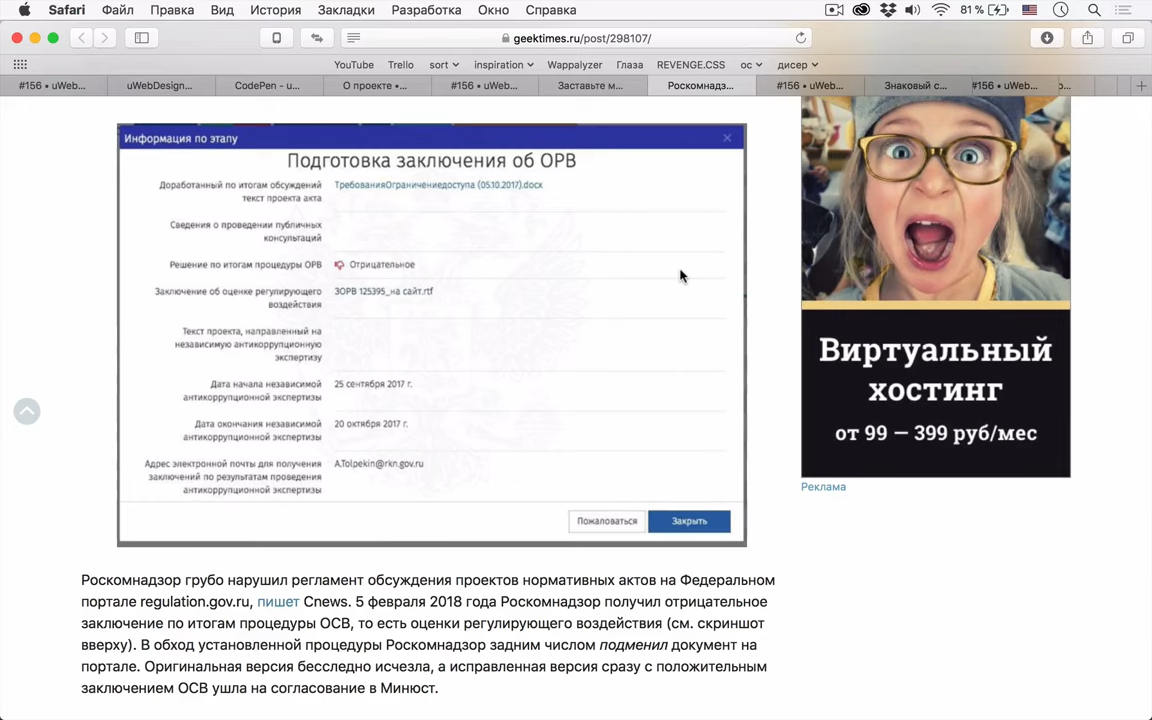 Safari Файл Правка Вид История Закладки Разработка Окно Справка 81 %
geektimes.ru/post/298107/
YouTube Trello sort inspiration Wappalyzer Глаза REVENGE.CSS ос дисер
#156 • uWeb... uWebDesign... CodePen - u... О проекте •... #156 • uWeb... Заставьте м... Роскомнадз... #156 • uWeb... Знаковый с... #156 • uWeb...
Информация по этапу
Подготовка заключения об ОРВ
Доработанный по итогам обсуждений текст проекта акта
ТребованияОграничениедоступа (05.10.2017).docx
Сведения о проведении публичных консультаций
Решение по итогам процедуры ОРВ
Отрицательное
Заключение об оценке регулирующего воздействия
ЗОРВ 125395_на сайт.rtf
Текст проекта, направленный на независимую антикоррупционную экспертизу
Дата начала независимой антикоррупционной экспертизы
25 сентября 2017 г.
Дата окончания независимой антикоррупционной экспертизы
20 октября 2017 г.
Адрес электронной почты для получения заключений по результатам проведения антикоррупционной экспертизы
A.Tolpekin@rkn.gov.ru
Пожаловаться Закрыть
Виртуальный
хостинг
от 99 — 399 руб/мес
Реклама
Роскомнадзор грубо нарушил регламент обсуждения проектов нормативных актов на Федеральном
портале regulation.gov.ru, пишет Cnews. 5 февраля 2018 года Роскомнадзор получил отрицательное
заключение по итогам процедуры ОСВ, то есть оценки регулирующего воздействия (см. скриншот
вверху). В обход установленной процедуры Роскомнадзор задним числом подменил документ на
портале. Оригинальная версия бесследно исчезла, а исправленная версия сразу с положительным
заключением ОСВ ушла на согласование в Минюст.